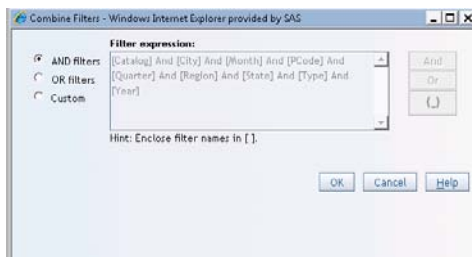 Combine Filters - Windows Internet Explorer provided by SAS
Filter expression:
AND filters
OR filters
Custom
[Catalog] And [City] And [Month] And [PCode] And
[Quarter] And [Region] And [State] And [Type] And
[Year]
And
Or
(...)
Hint: Enclose filter names in [ ].
OK
Cancel
Help